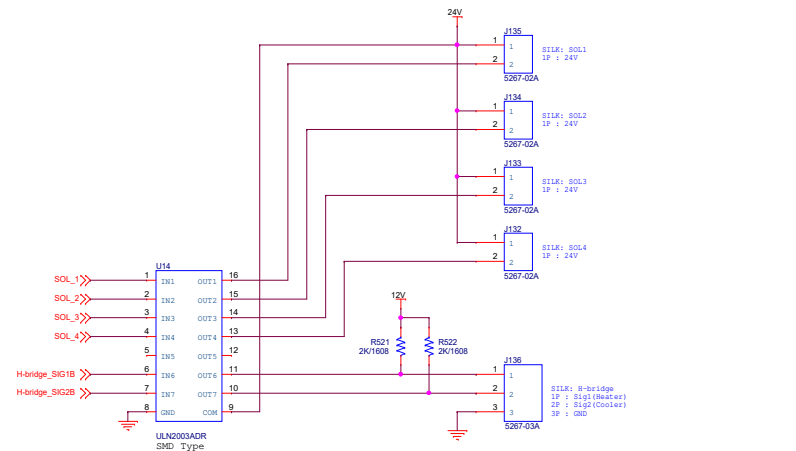 24V
J135
1 1
2 2
5267-02A
SILK: SOL1
1P : 24V
J134
1 1
2 2
5267-02A
SILK: SOL2
1P : 24V
J133
1 1
2 2
5267-02A
SILK: SOL3
1P : 24V
J132
1 1
2 2
5267-02A
SILK: SOL4
1P : 24V
U14
SOL_1 1 IN1 OUT1 16
SOL_2 2 IN2 OUT2 15
SOL_3 3 IN3 OUT3 14
SOL_4 4 IN4 OUT4 13
5 IN5 OUT5 12
H-bridge_SIG1B 6 IN6 OUT6 11
H-bridge_SIG2B 7 IN7 OUT7 10
8 GND COM 9
ULN2003ADR
SMD Type
12V
R521
2K/1608
R522
2K/1608
J136
1 1
2 2
3 3
5267-03A
SILK: H-bridge
1P : Sig1(Heater)
2P : Sig2(Cooler)
3P : GND